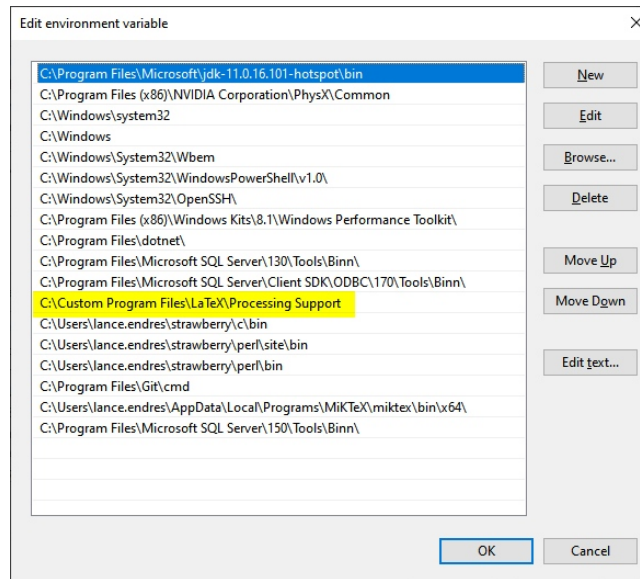 Edit environment variable
C:\Program Files\Microsoft\jdk-11.0.16.101-hotspot\bin
C:\Program Files (x86)\NVIDIA Corporation\PhysX\Common
C:\Windows\system32
C:\Windows
C:\Windows\System32\Wbem
C:\Windows\System32\WindowsPowerShell\v1.0\
C:\Windows\System32\OpenSSH\
C:\Program Files (x86)\Windows Kits\8.1\Windows Performance Toolkit\
C:\Program Files\dotnet\
C:\Program Files\Microsoft SQL Server\130\Tools\Binn\
C:\Program Files\Microsoft SQL Server\Client SDK\ODBC\170\Tools\Binn\
C:\Custom Program Files\LaTeX\Processing Support
C:\Users\lance.endres\strawberry\c\bin
C:\Users\lance.endres\strawberry\perl\site\bin
C:\Users\lance.endres\strawberry\perl\bin
C:\Program Files\Git\cmd
C:\Users\lance.endres\AppData\Local\Programs\MiKTeX\miktex\bin\x64\
C:\Program Files\Microsoft SQL Server\150\Tools\Binn\
New
Edit
Browse...
Delete
Move Up
Move Down
Edit text...
OK
Cancel